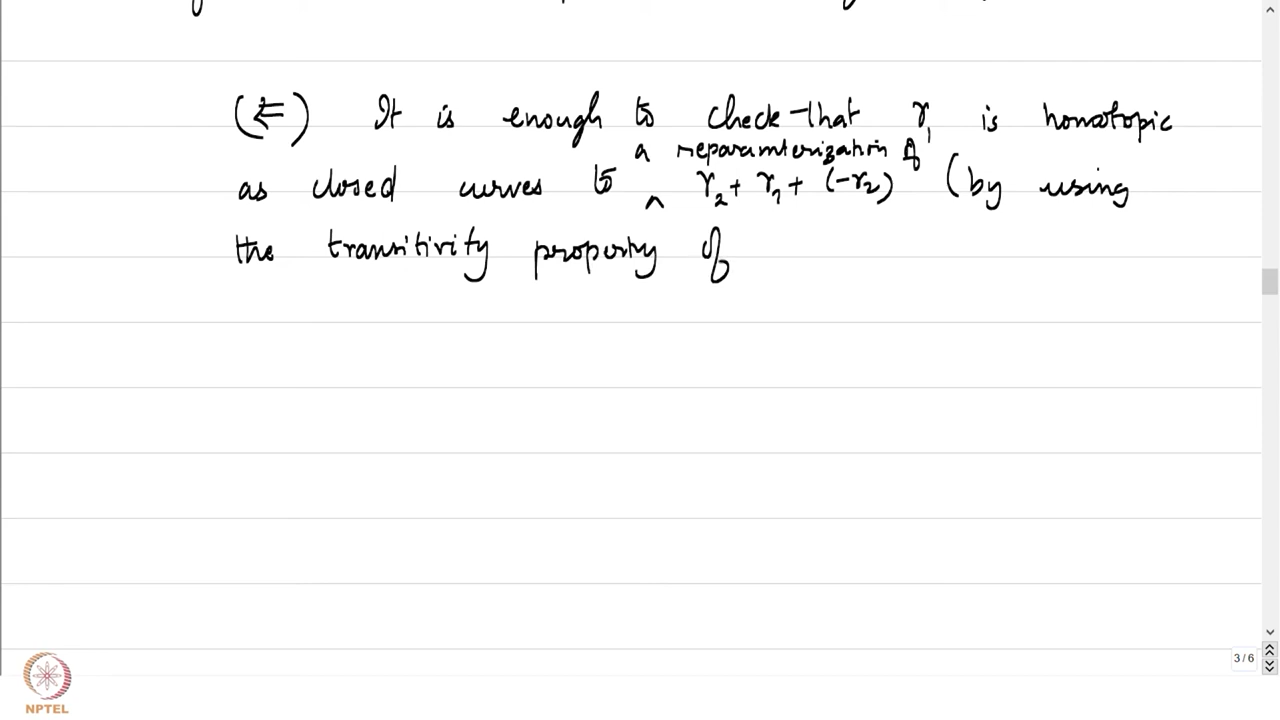 (⇐) It is enough to check that γ₁ is homotopic
a reparamterization of
as closed curves to ^ γ₂ + γ₁ + (-γ₂) (by using
the transitivity property of
3 / 6
NPTEL